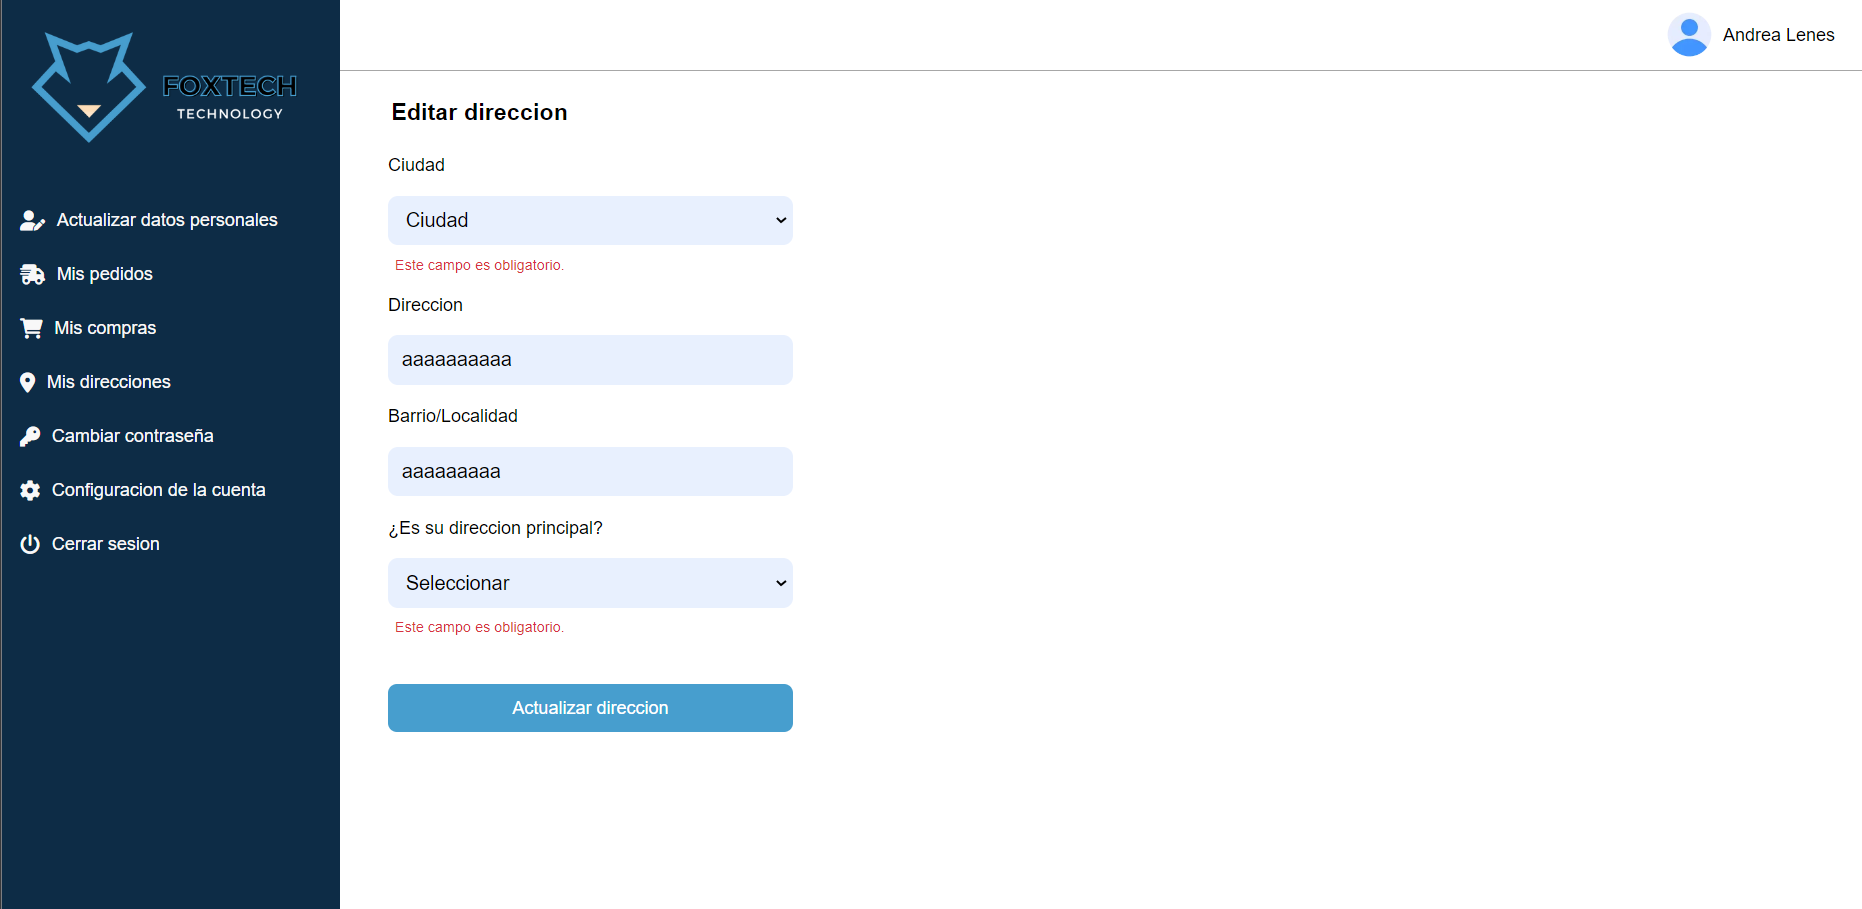 FOXTECH
TECHNOLOGY
Actualizar datos personales
Mis pedidos
Mis compras
Mis direcciones
Cambiar contraseña
Configuracion de la cuenta
Cerrar sesion
Andrea Lenes
Editar direccion
Ciudad
Ciudad
Este campo es obligatorio.
Direccion
aaaaaaaaaa
Barrio/Localidad
aaaaaaaaa
¿Es su direccion principal?
Seleccionar
Este campo es obligatorio.
Actualizar direccion